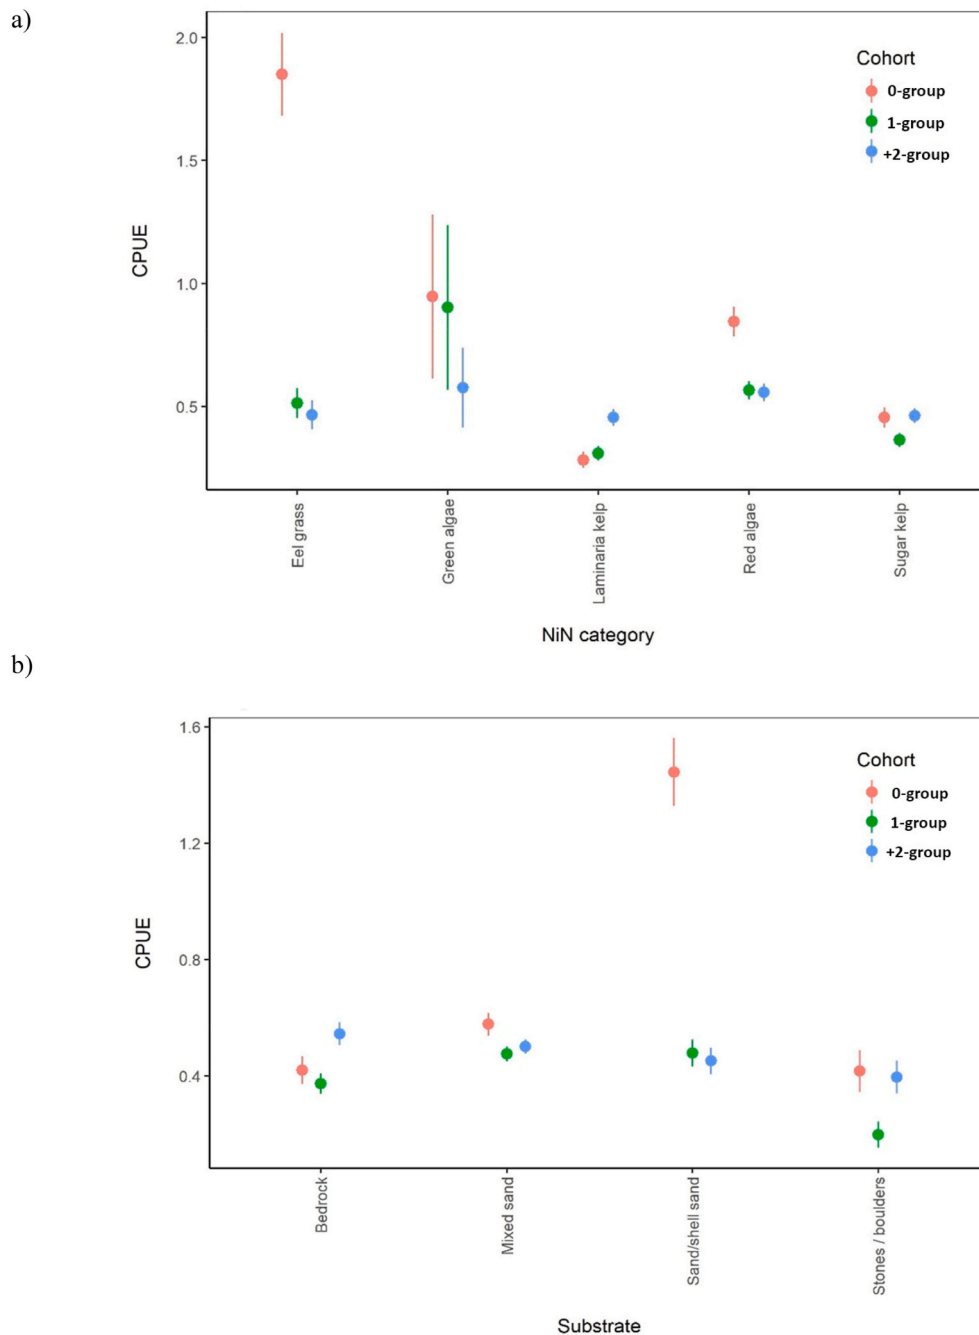 a)
2.0
1.5
1.0
0.5
CPUE
Cohort
0-group
1-group
+2-group
Eel grass
Green algae
Laminaria kelp
Red algae
Sugar kelp
NiN category
b)
1.6
1.2
0.8
0.4
CPUE
Cohort
0-group
1-group
+2-group
Bedrock
Mixed sand
Sand/shell sand
Stones / boulders
Substrate